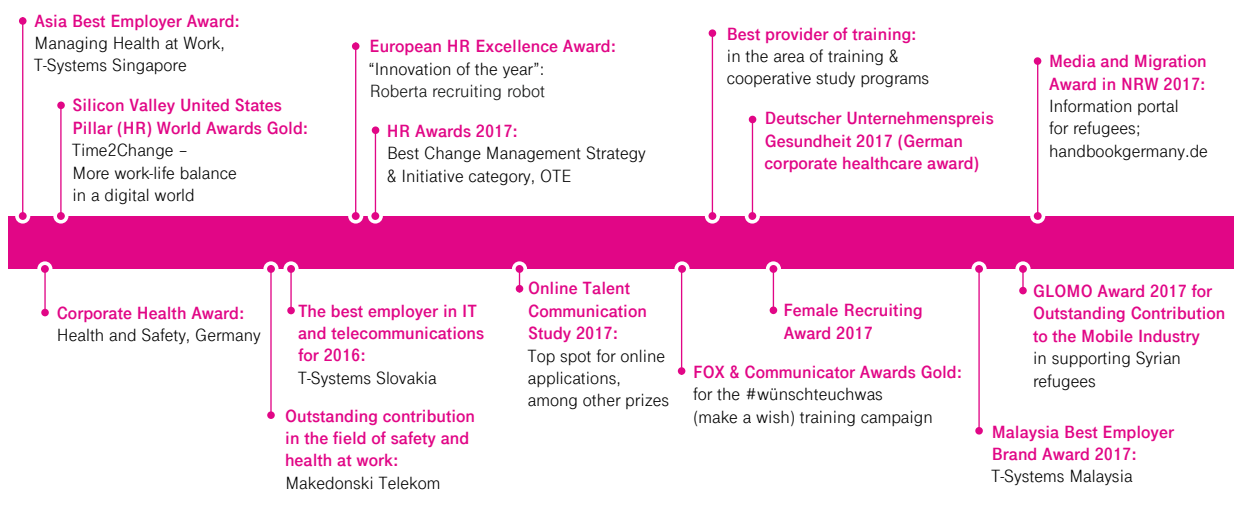 Asia Best Employer Award:
Managing Health at Work,
T-Systems Singapore
Silicon Valley United States
Pillar (HR) World Awards Gold:
Time2Change –
More work-life balance
in a digital world
European HR Excellence Award:
“Innovation of the year”:
Roberta recruiting robot
HR Awards 2017:
Best Change Management Strategy
& Initiative category, OTE
Best provider of training:
in the area of training &
cooperative study programs
Deutscher Unternehmenspreis
Gesundheit 2017 (German
corporate healthcare award)
Media and Migration
Award in NRW 2017:
Information portal
for refugees;
handbookgermany.de
Corporate Health Award:
Health and Safety, Germany
The best employer in IT
and telecommunications
for 2016:
T-Systems Slovakia
Outstanding contribution
in the field of safety and
health at work:
Makedonski Telekom
Online Talent
Communication
Study 2017:
Top spot for online
applications,
among other prizes
Female Recruiting
Award 2017
FOX & Communicator Awards Gold:
for the #wünschteuchwas
(make a wish) training campaign
GLOMO Award 2017 for
Outstanding Contribution
to the Mobile Industry
in supporting Syrian
refugees
Malaysia Best Employer
Brand Award 2017:
T-Systems Malaysia